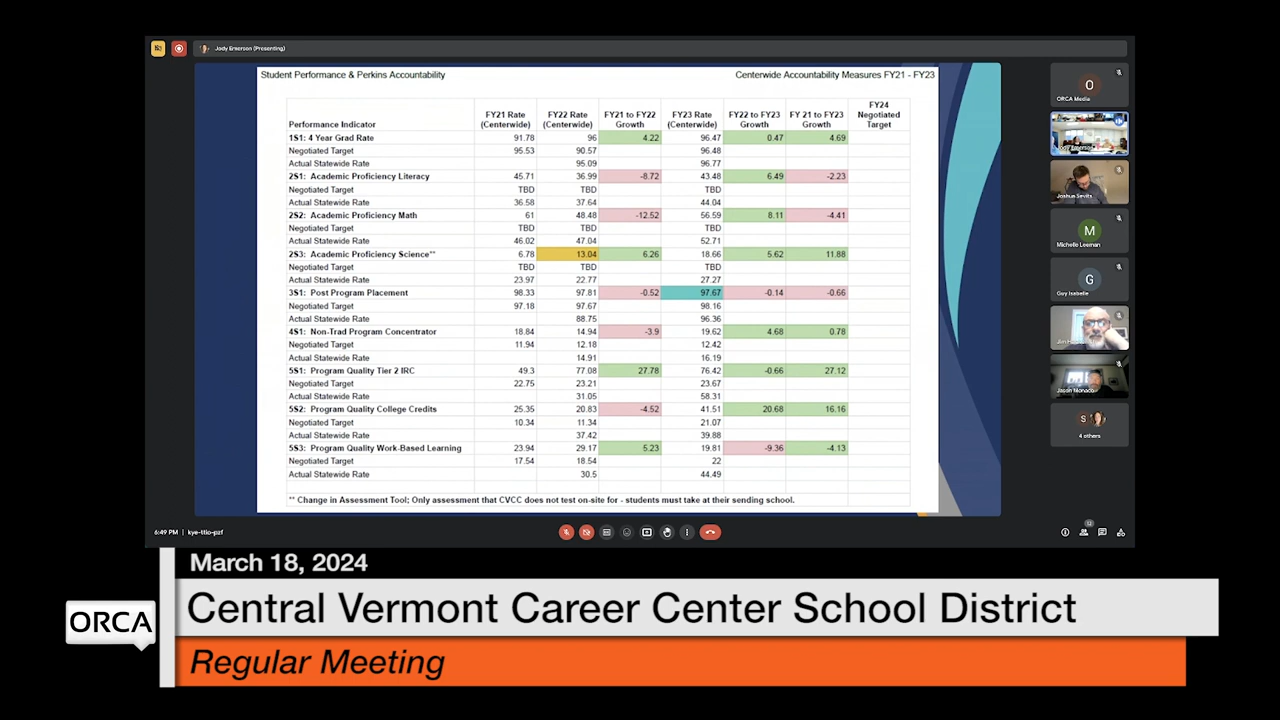 Jody Emerson (Presenting)
Student Performance & Perkins Accountability Centerwide Accountability Measures FY21 - FY23
Performance Indicator FY21 Rate (Centerwide) FY22 Rate (Centerwide) FY21 to FY22 Growth FY23 Rate (Centerwide) FY22 to FY23 Growth FY 21 to FY23 Growth FY24 Negotiated Target
1S1: 4 Year Grad Rate 91.78 96 4.22 96.47 0.47 4.69
Negotiated Target 95.53 90.57 96.48
Actual Statewide Rate 95.09 96.77
2S1: Academic Proficiency Literacy 45.71 36.99 -8.72 43.48 6.49 -2.23
Negotiated Target TBD TBD TBD
Actual Statewide Rate 36.58 37.64 44.04
2S2: Academic Proficiency Math 61 48.48 -12.52 56.59 8.11 -4.41
Negotiated Target TBD TBD TBD
Actual Statewide Rate 46.02 47.04 52.71
2S3: Academic Proficiency Science** 6.78 13.04 6.26 18.66 5.62 11.88
Negotiated Target TBD TBD TBD
Actual Statewide Rate 23.97 22.77 27.27
3S1: Post Program Placement 98.33 97.81 -0.52 97.67 -0.14 -0.66
Negotiated Target 97.18 97.67 98.16
Actual Statewide Rate 88.75 96.36
4S1: Non-Trad Program Concentrator 18.84 14.94 -3.9 19.62 4.68 0.78
Negotiated Target 11.94 12.18 12.42
Actual Statewide Rate 14.91 16.19
5S1: Program Quality Tier 2 IRC 49.3 77.08 27.78 76.42 -0.66 27.12
Negotiated Target 22.75 23.21 23.67
Actual Statewide Rate 31.05 58.31
5S2: Program Quality College Credits 25.35 20.83 -4.52 41.51 20.68 16.16
Negotiated Target 10.34 11.34 21.07
Actual Statewide Rate 37.42 39.88
5S3: Program Quality Work-Based Learning 23.94 29.17 5.23 19.81 -9.36 -4.13
Negotiated Target 17.54 18.54 22
Actual Statewide Rate 30.5 44.49
** Change in Assessment Tool; Only assessment that CVCC does not test on-site for - students must take at their sending school.
O
ORCA Media
Jody Emerson
Joshua Sevits
M
Michelle Leeman
G
Guy Isabelle
Jason Monaco
S
4 others
6:49 PM | kye-ttio-pzf
12
March 18, 2024
ORCA
Central Vermont Career Center School District
Regular Meeting